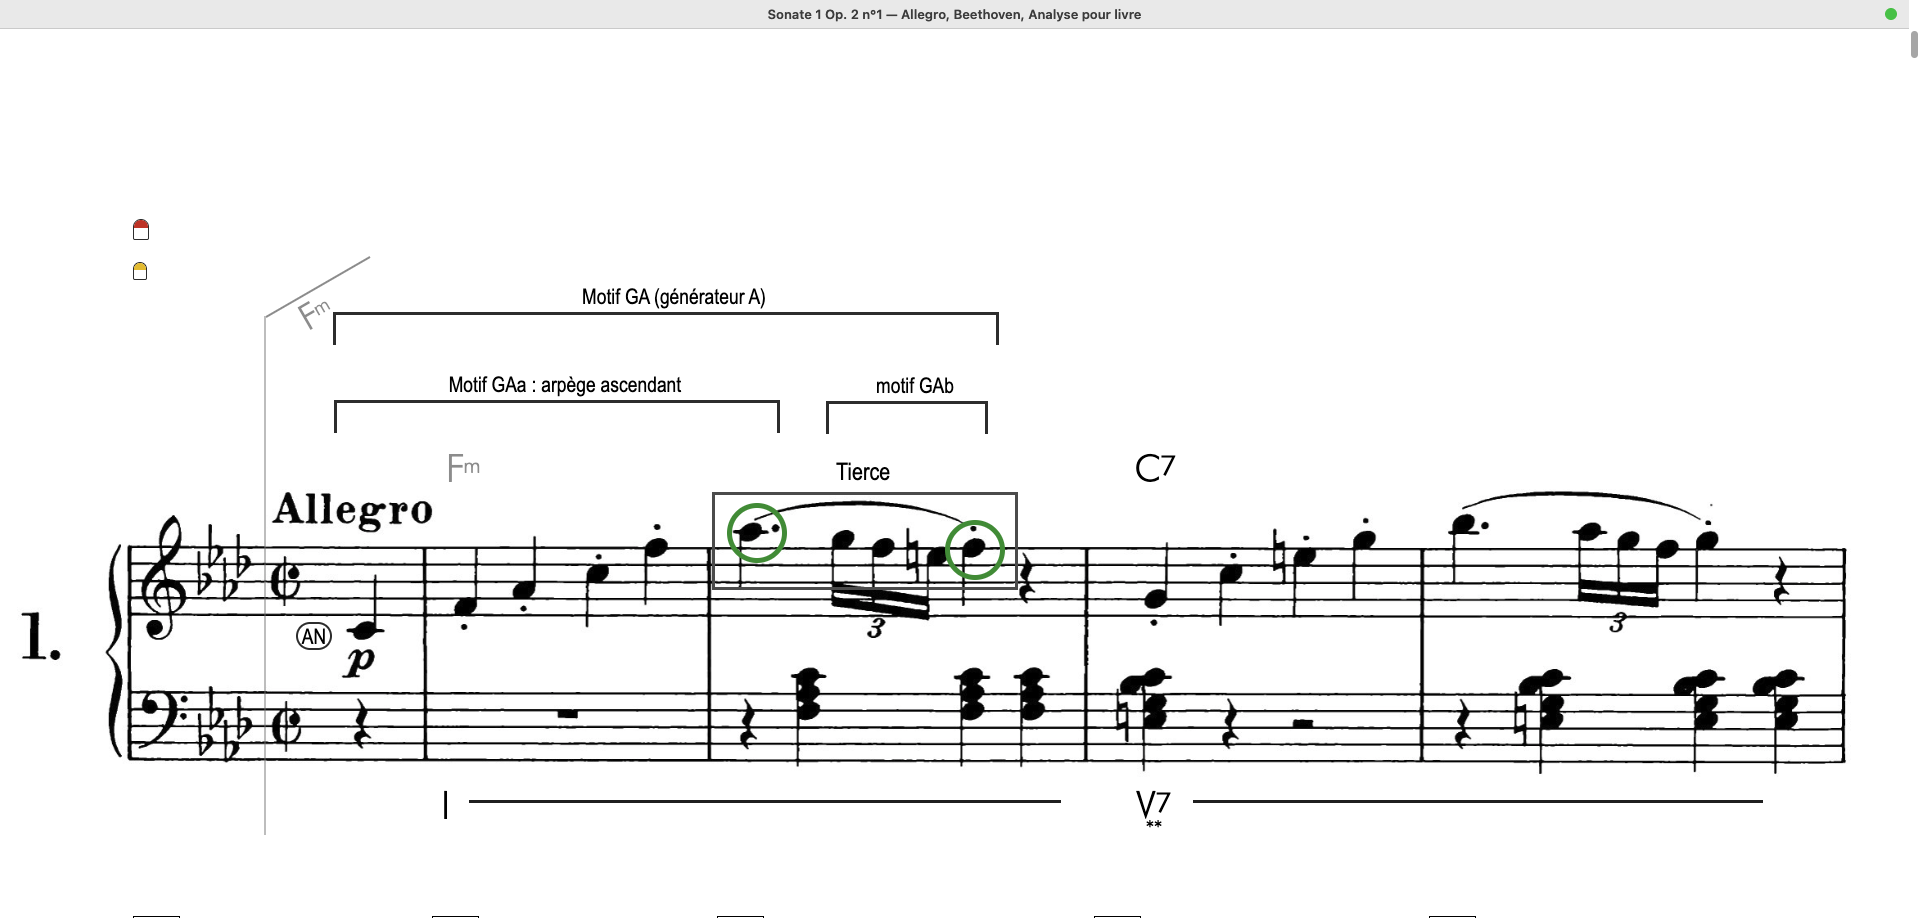 Sonate 1 Op. 2 n°1 — Allegro, Beethoven, Analyse pour livre
Fm
Motif GA (générateur A)
Motif GAa : arpège ascendant
motif GAb
Fm
Tierce
C7
Allegro
AN
p
3
3
1.
I
V7
**